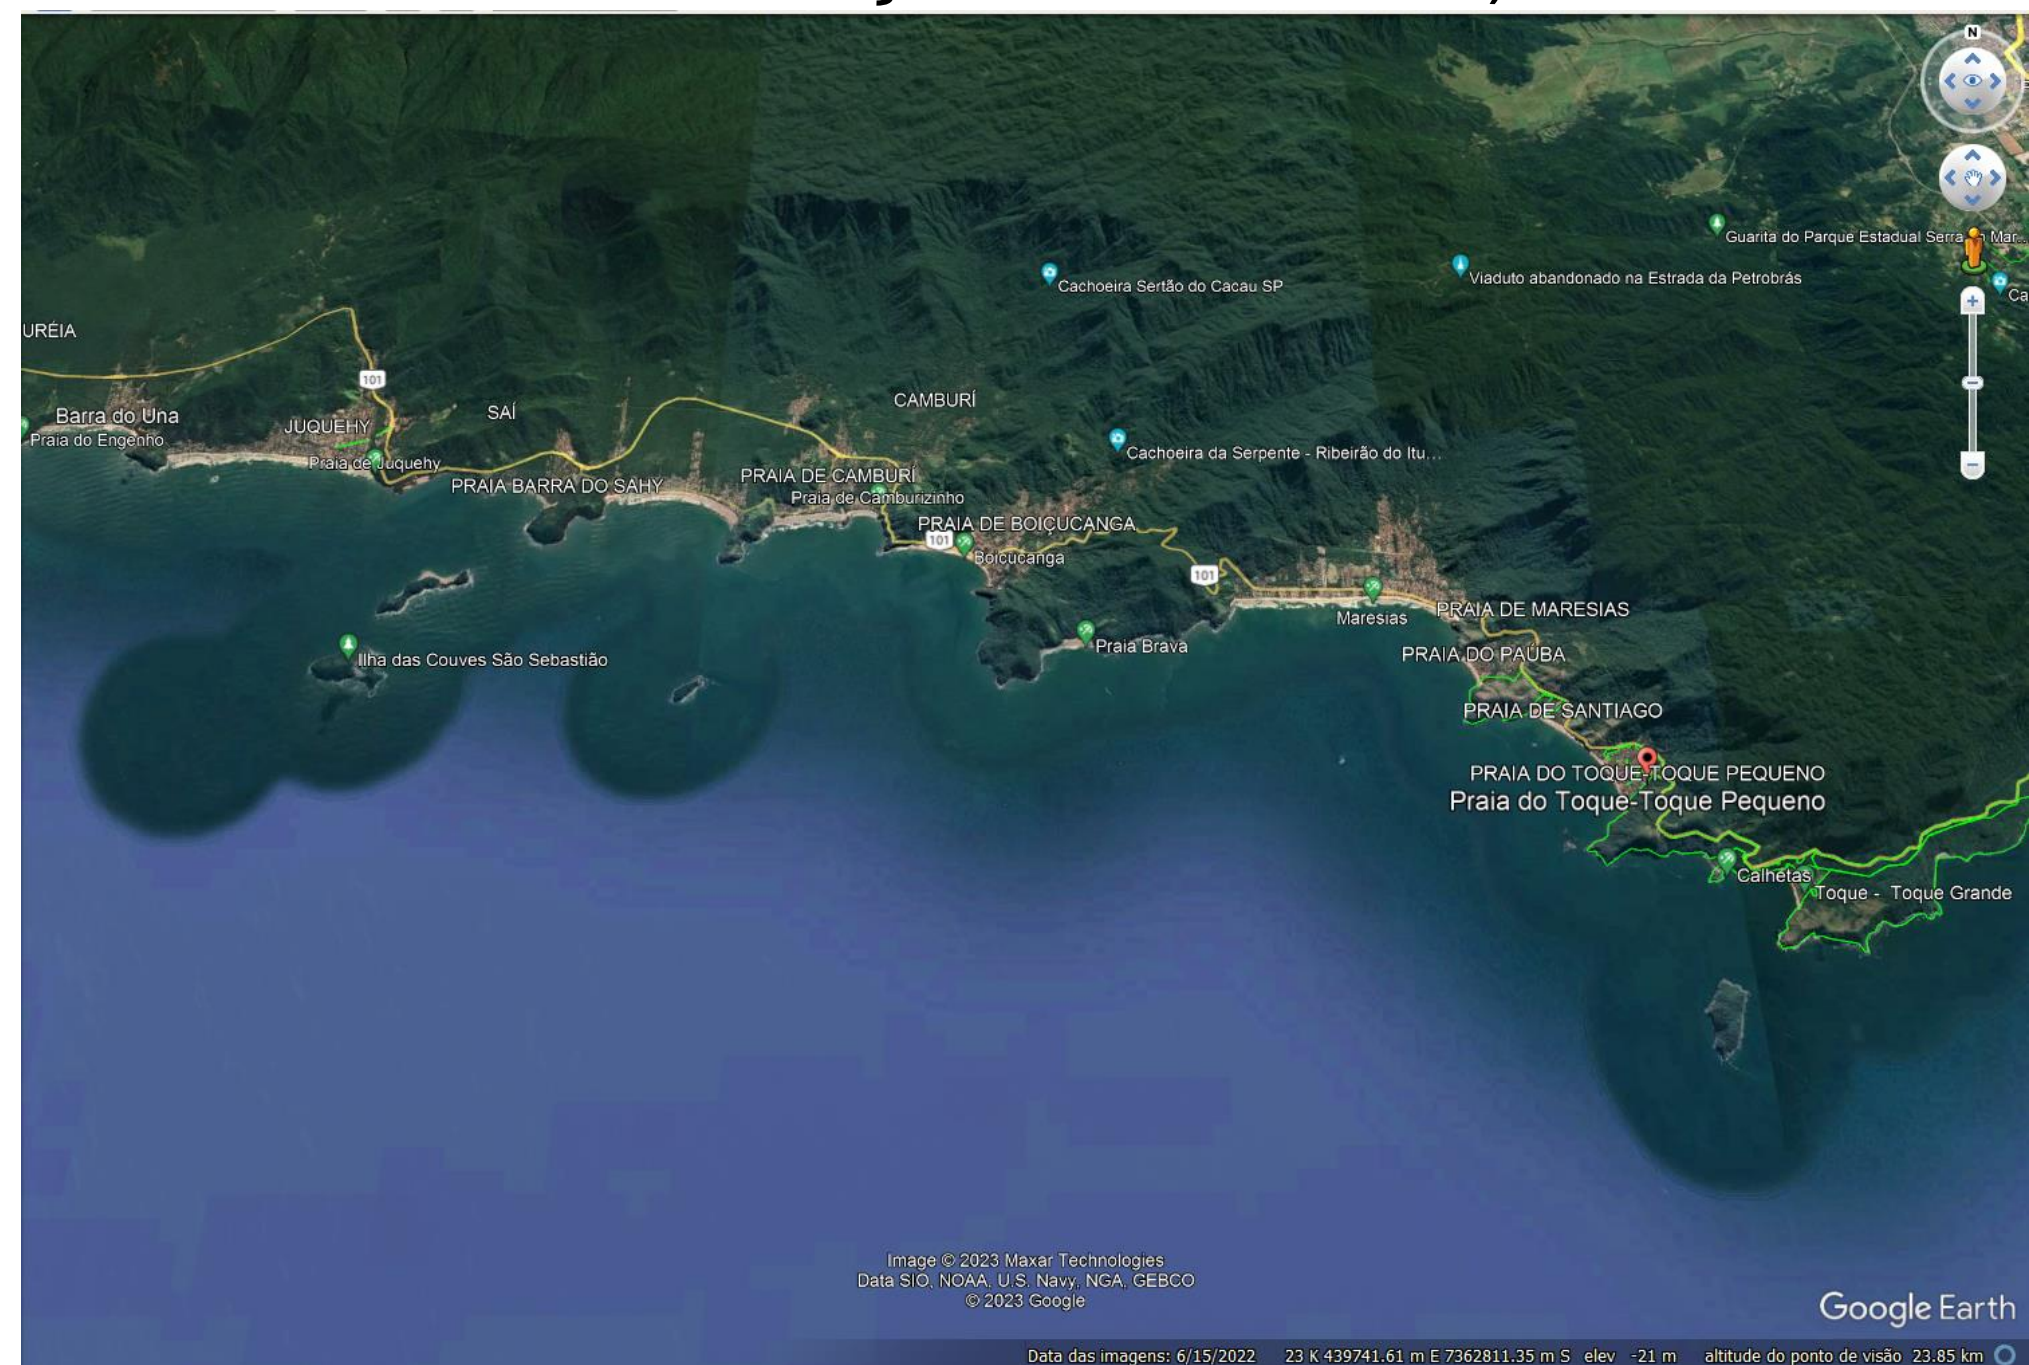 N
Guarita do Parque Estadual Serra
Mar...
Viaduto abandonado na Estrada da Petrobrás
Cachoeira Sertão do Cacau SP
Ca
URÉIA
101
CAMBURÍ
SAÍ
Barra do Una
JUQUEHY
Praia do Engenho
Praia de Juquehy
Cachoeira da Serpente - Ribeirão do Itu...
PRAIA DE CAMBURÍ
PRAIA BARRA DO SAHY
Praia de Camburizinho
PRAIA DE BOIÇUCANGA
101
Boiçucanga
101
PRAIA DE MARESIAS
Maresias
Praia Brava
PRAIA DO PAÚBA
Ilha das Couves São Sebastião
PRAIA DE SANTIAGO
PRAIA DO TOQUE-TOQUE PEQUENO
Praia do Toque-Toque Pequeno
Calhetas
Toque - Toque Grande
Image © 2023 Maxar Technologies
Data SIO, NOAA, U.S. Navy, NGA, GEBCO
© 2023 Google
Google Earth
Data das imagens: 6/15/2022 23 K 439741.61 m E 7362811.35 m S elev -21 m altitude do ponto de visão 23.85 km